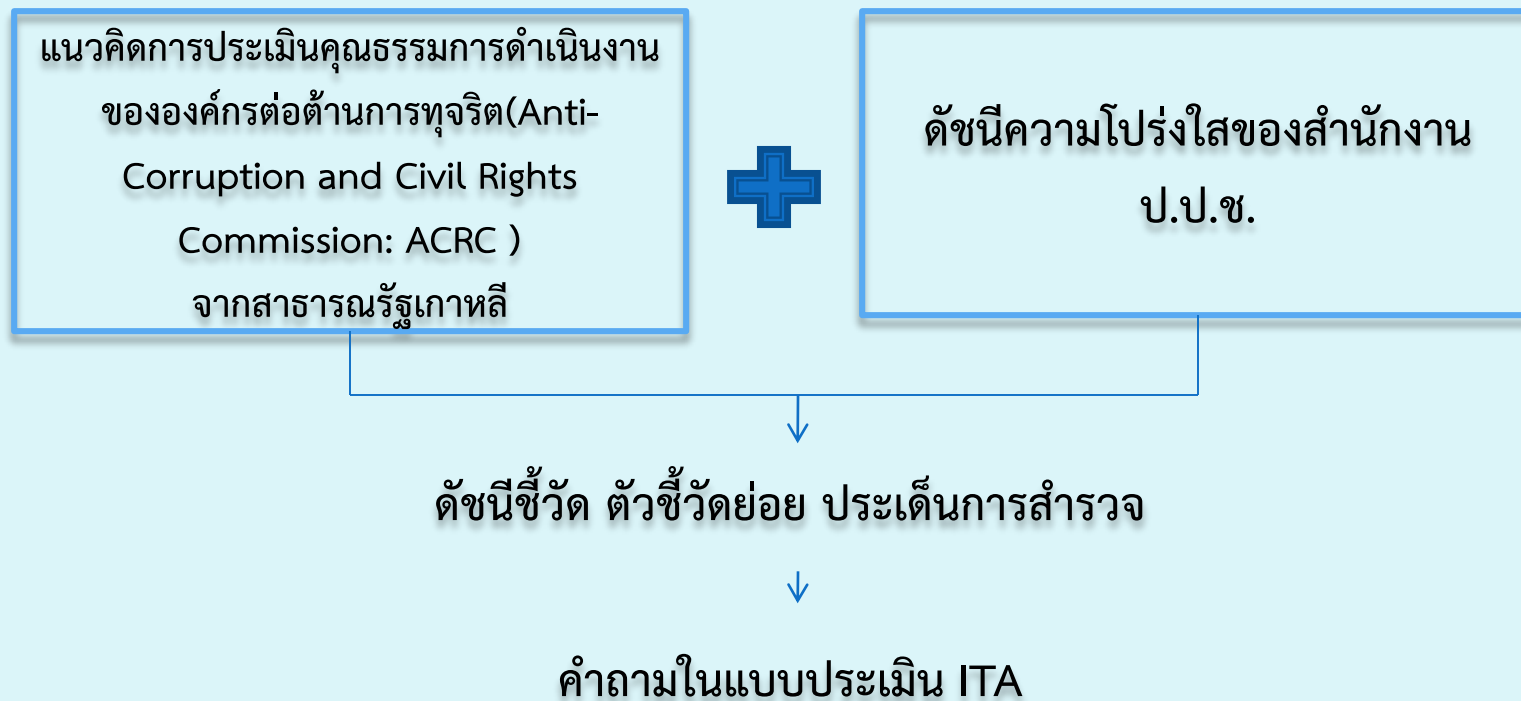 แนวคิดการประเมินคุณธรรมการดำเนินงาน
ขององค์กรต่อต้านการทุจริต(Anti-
Corruption and Civil Rights
Commission: ACRC )
จากสาธารณรัฐเกาหลี
ดัชนีความโปร่งใสของสำนักงาน
ป.ป.ช.
ดัชนีชี้วัด ตัวชี้วัดย่อย ประเด็นการสำรวจ
คำถามในแบบประเมิน ITA